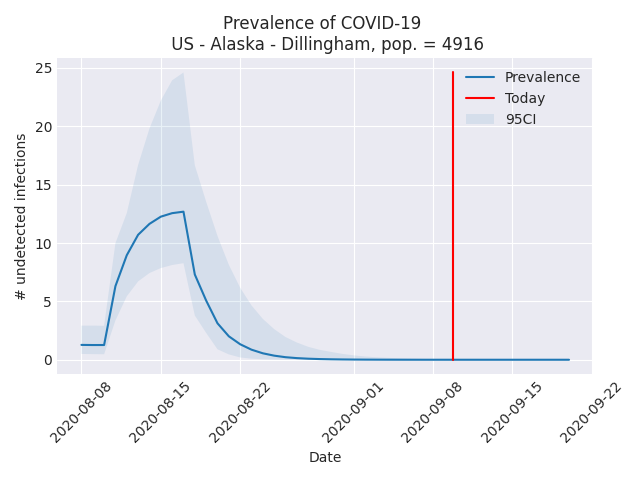 Prevalence of COVID-19
US - Alaska - Dillingham, pop. = 4916
25
20
15
10
5
0
# undetected infections
Prevalence
Today
95CI
2020-08-08
2020-08-15
2020-08-22
2020-09-01
2020-09-08
2020-09-15
2020-09-22
Date